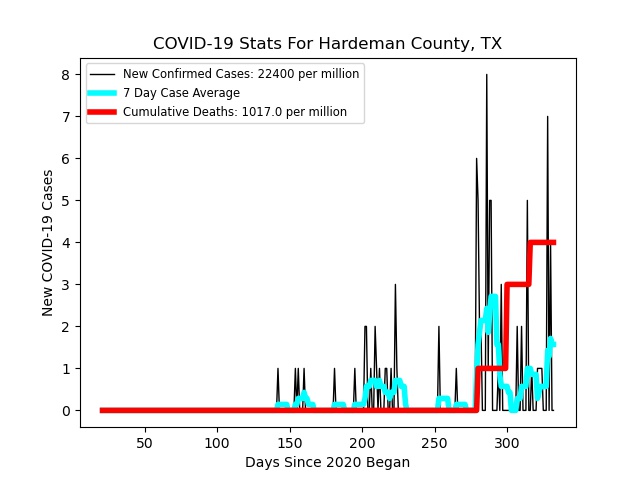 COVID-19 Stats For Hardeman County, TX
New Confirmed Cases: 22400 per million
7 Day Case Average
Cumulative Deaths: 1017.0 per million
New COVID-19 Cases
8
7
6
5
4
3
2
1
0
50 100 150 200 250 300
Days Since 2020 Began